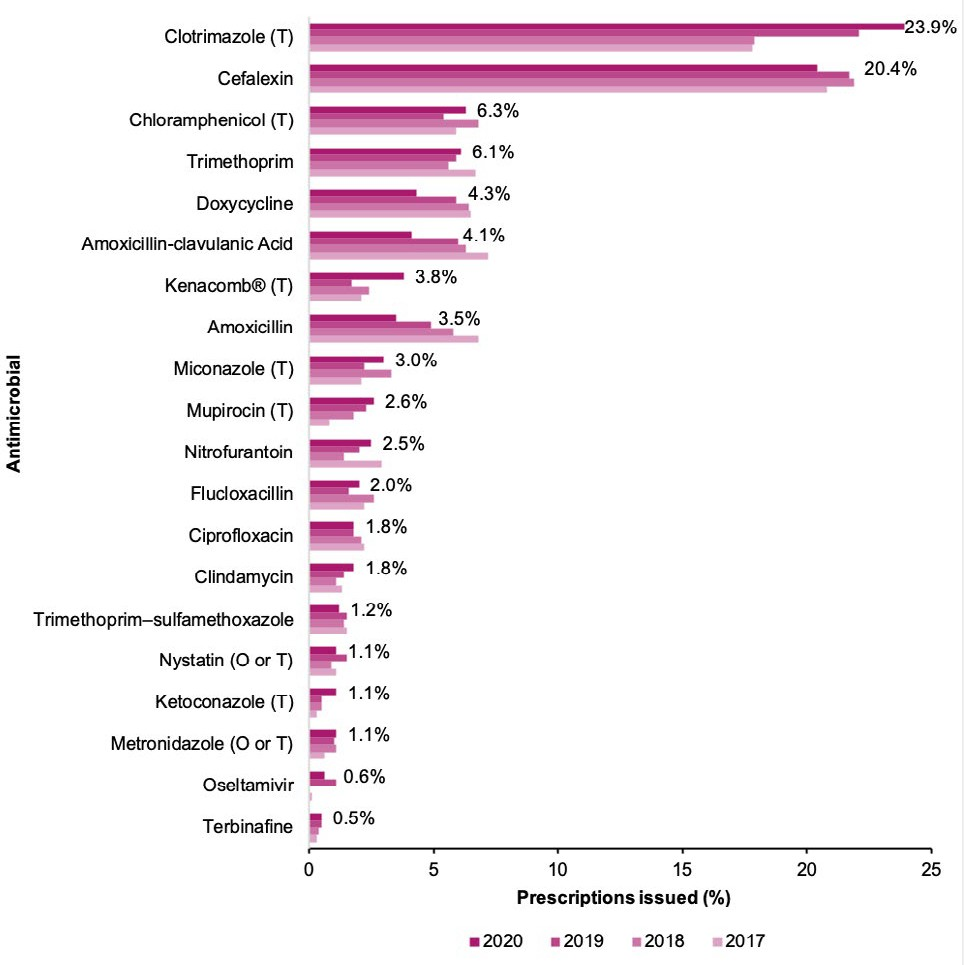 Antimicrobial
Clotrimazole (T) 23.9%
Cefalexin 20.4%
Chloramphenicol (T) 6.3%
Trimethoprim 6.1%
Doxycycline 4.3%
Amoxicillin-clavulanic Acid 4.1%
Kenacomb® (T) 3.8%
Amoxicillin 3.5%
Miconazole (T) 3.0%
Mupirocin (T) 2.6%
Nitrofurantoin 2.5%
Flucloxacillin 2.0%
Ciprofloxacin 1.8%
Clindamycin 1.8%
Trimethoprim–sulfamethoxazole 1.2%
Nystatin (O or T) 1.1%
Ketoconazole (T) 1.1%
Metronidazole (O or T) 1.1%
Oseltamivir 0.6%
Terbinafine 0.5%
0 5 10 15 20 25
Prescriptions issued (%)
2020 2019 2018 2017